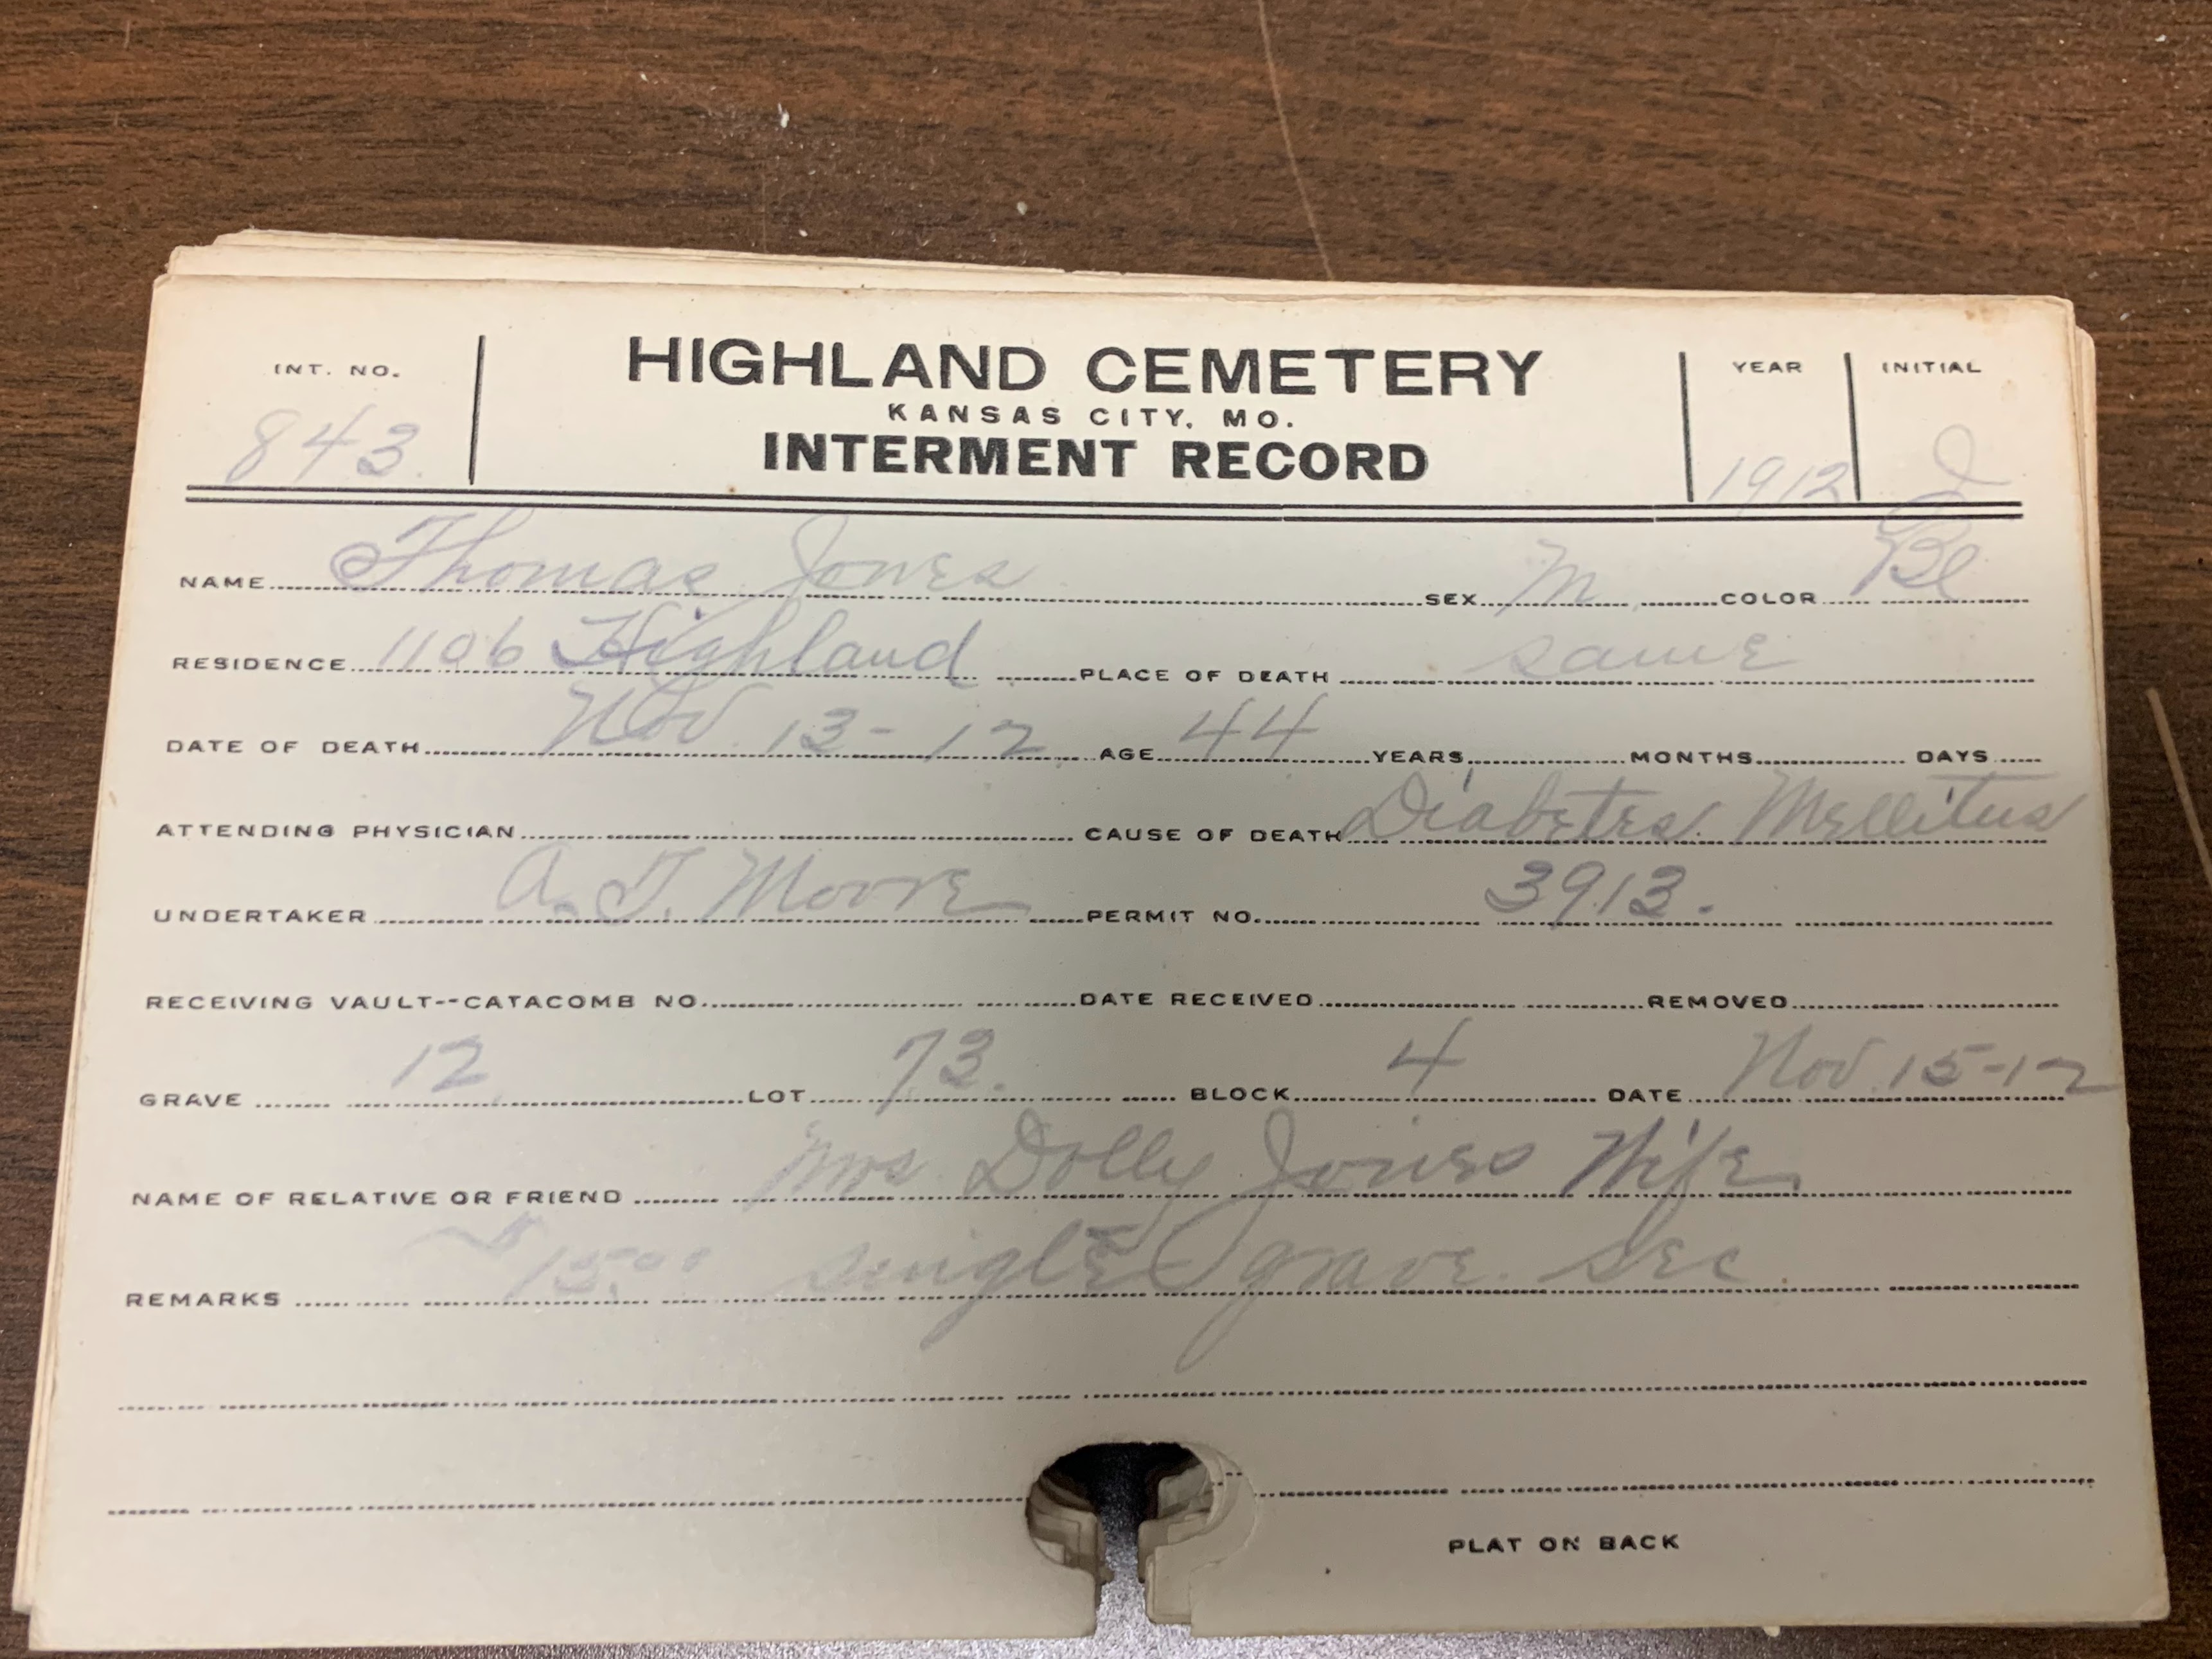 INT. NO. HIGHLAND CEMETERY YEAR INITIAL
KANSAS CITY, MO.
843. INTERMENT RECORD 1912 J
NAME Thomas Jones SEX M COLOR Bl
RESIDENCE 1106 Highland PLACE OF DEATH same
DATE OF DEATH Nov. 13-12 AGE 44 YEARS MONTHS DAYS
ATTENDING PHYSICIAN CAUSE OF DEATH Diabetes Mellitus
UNDERTAKER A. T. Moore PERMIT NO. 3913.
RECEIVING VAULT--CATACOMB NO. DATE RECEIVED REMOVED
GRAVE 12 LOT 73. BLOCK 4 DATE Nov. 15-12
NAME OF RELATIVE OR FRIEND Mrs Dolly Jones Wife
REMARKS 15.00 single grave. Sec.
PLAT ON BACK